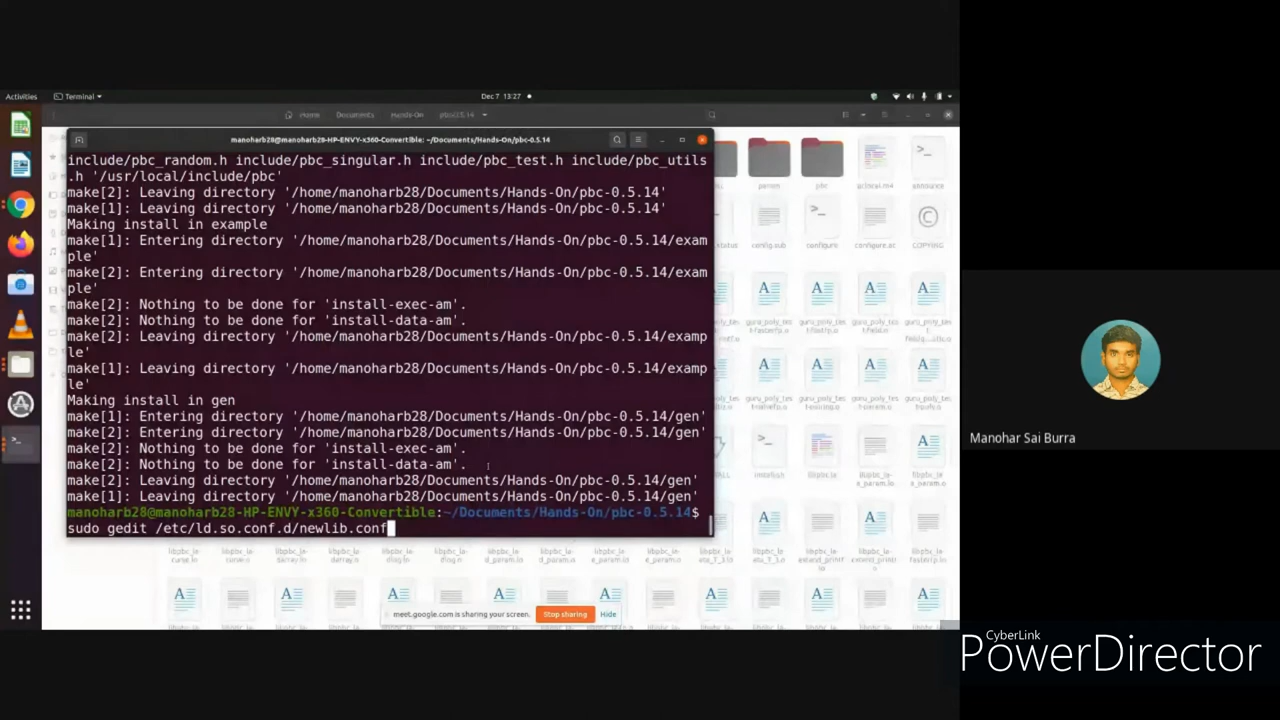 Activities
Terminal
Dec 7 13:27
Home
Documents
Hands-On
manoharb28@manoharb28-HP-ENVY-x360-Convertible: ~/Documents/Hands-On/pbc-0.5.14
include/pbc_random.h include/pbc_singular.h include/pbc_test.h include/pbc_utils
.h '/usr/local/include/pbc'
make[2]: Leaving directory '/home/manoharb28/Documents/Hands-On/pbc-0.5.14'
make[1]: Leaving directory '/home/manoharb28/Documents/Hands-On/pbc-0.5.14'
Making install in example
make[1]: Entering directory '/home/manoharb28/Documents/Hands-On/pbc-0.5.14/exam
ple'
make[2]: Entering directory '/home/manoharb28/Documents/Hands-On/pbc-0.5.14/exam
ple'
make[2]: Nothing to be done for 'install-exec-am'.
make[2]: Nothing to be done for 'install-data-am'.
make[2]: Leaving directory '/home/manoharb28/Documents/Hands-On/pbc-0.5.14/examp
le'
make[1]: Leaving directory '/home/manoharb28/Documents/Hands-On/pbc-0.5.14/examp
le'
Making install in gen
make[1]: Entering directory '/home/manoharb28/Documents/Hands-On/pbc-0.5.14/gen'
make[2]: Entering directory '/home/manoharb28/Documents/Hands-On/pbc-0.5.14/gen'
make[2]: Nothing to be done for 'install-exec-am'.
make[2]: Nothing to be done for 'install-data-am'.
make[2]: Leaving directory '/home/manoharb28/Documents/Hands-On/pbc-0.5.14/gen'
make[1]: Leaving directory '/home/manoharb28/Documents/Hands-On/pbc-0.5.14/gen'
manoharb28@manoharb28-HP-ENVY-x360-Convertible:~/Documents/Hands-On/pbc-0.5.14$
sudo gedit /etc/ld.so.conf.d/newlib.conf
param
pbc
announce
config.sub
configure
configure.ac
COPYING
meet.google.com is sharing your screen.
Stop sharing
Hide
Manohar Sai Burra
CyberLink
PowerDirector